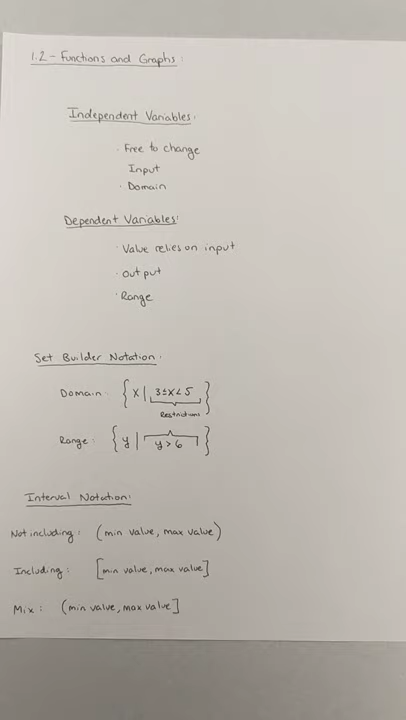 1.2 - Functions and Graphs:
Independent Variables:
· Free to change
Input
· Domain
Dependent Variables:
· Value relies on input
· output
· Range
Set Builder Notation:
Domain: {x | 3≤x<5}
Restrictions
Range: {y | y>6}
Interval Notation:
Not including: (min value, max value)
Including: [min value, max value]
Mix: (min value, max value]